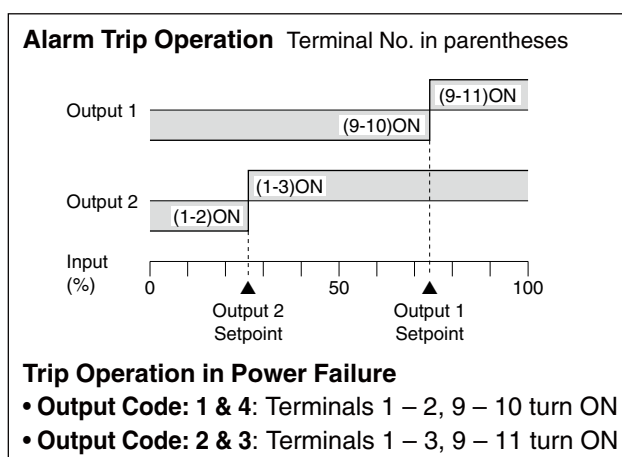 Alarm Trip Operation Terminal No. in parentheses
(9-11)ON
Output 1
(9-10)ON
(1-3)ON
Output 2
(1-2)ON
Input
(%)
0 50 100
Output 2
Setpoint
Output 1
Setpoint
Trip Operation in Power Failure
• Output Code: 1 & 4: Terminals 1 – 2, 9 – 10 turn ON
• Output Code: 2 & 3: Terminals 1 – 3, 9 – 11 turn ON